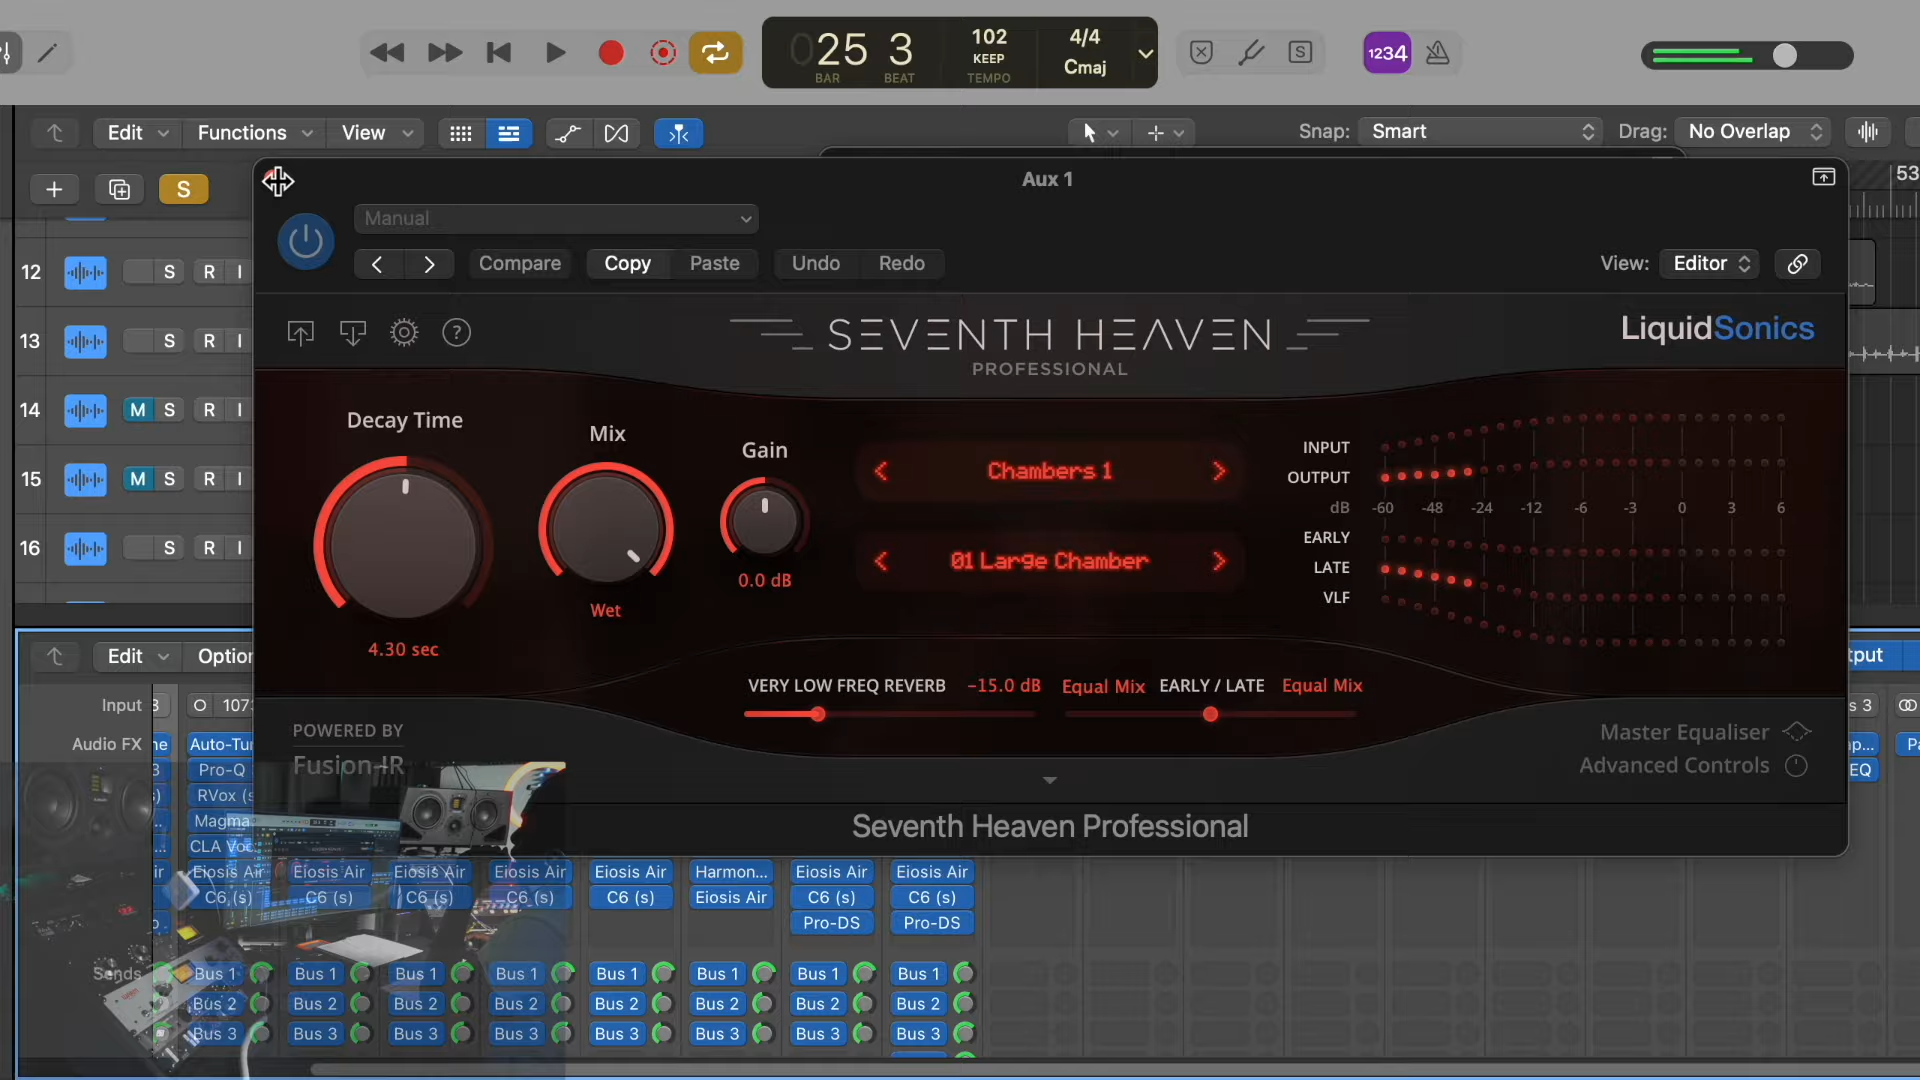 025 3
BAR BEAT
102
KEEP
TEMPO
4/4
Cmaj
S
1234
Edit Functions View
Snap: Smart Drag: No Overlap
S
Aux 1
53
Manual
Compare Copy Paste Undo Redo
View: Editor
12 S R I
13 S R I
14 M S R I
15 M S R I
16 S R I
SEVENTH HEAVEN
PROFESSIONAL
LiquidSonics
Decay Time
4.30 sec
Mix
Wet
Gain
0.0 dB
Chambers 1
01 Large Chamber
INPUT
OUTPUT
dB -60 -48 -24 -12 -6 -3 0 3 6
EARLY
LATE
VLF
VERY LOW FREQ REVERB -15.0 dB Equal Mix EARLY / LATE Equal Mix
POWERED BY
Fusion-IR
Master Equaliser
Advanced Controls
Seventh Heaven Professional
Edit
Input 3 107
s 3
Audio FX
Auto-Tu
Pro-Q
EQ
RVox (s
Magma
CLA Voc
Eiosis Air Eiosis Air Eiosis Air Eiosis Air Eiosis Air Harmon... Eiosis Air Eiosis Air
C6 (s) C6 (s) C6 (s) C6 (s) C6 (s) Eiosis Air C6 (s) C6 (s)
Pro-DS Pro-DS
Sends Bus 1 Bus 1 Bus 1 Bus 1 Bus 1 Bus 1 Bus 1 Bus 1
Bus 2 Bus 2 Bus 2 Bus 2 Bus 2 Bus 2 Bus 2 Bus 2
Bus 3 Bus 3 Bus 3 Bus 3 Bus 3 Bus 3 Bus 3 Bus 3